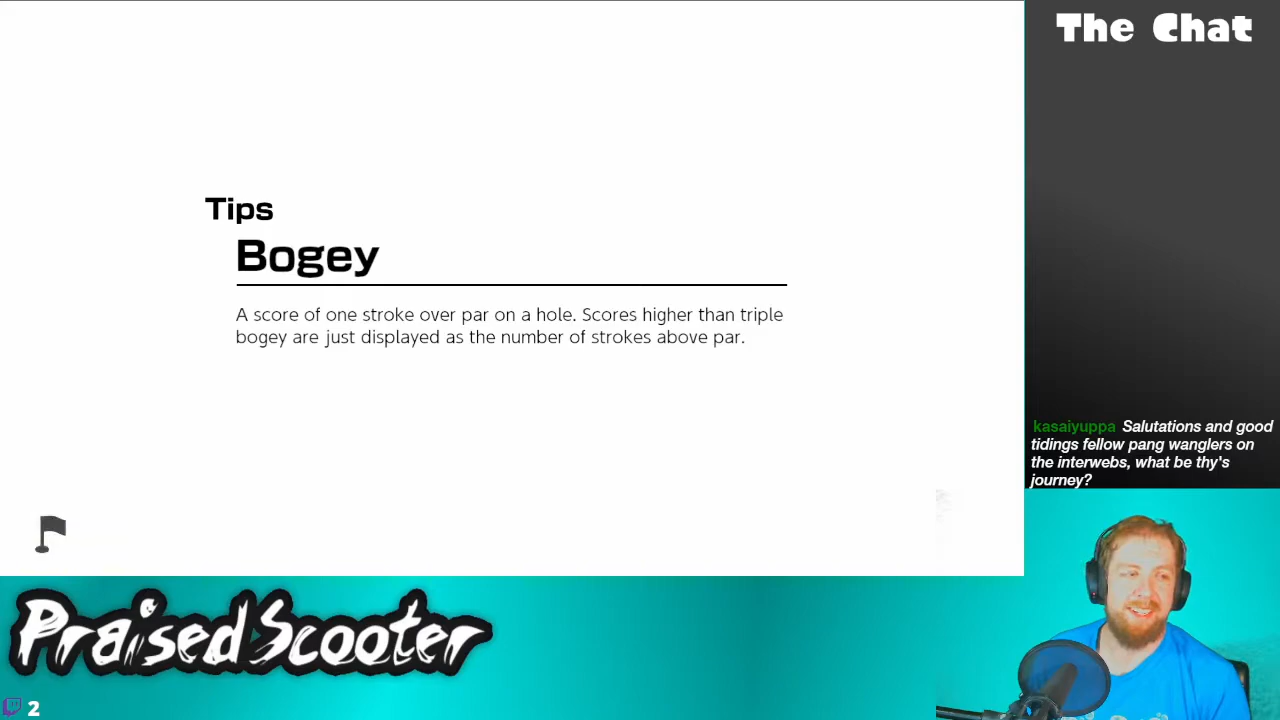 The Chat
Tips
Bogey
A score of one stroke over par on a hole. Scores higher than triple
bogey are just displayed as the number of strokes above par.
kasaiyuppa Salutations and good
tidings fellow pang wanglers on
the interwebs, what be thy's
journey?
PraisedScooter
2